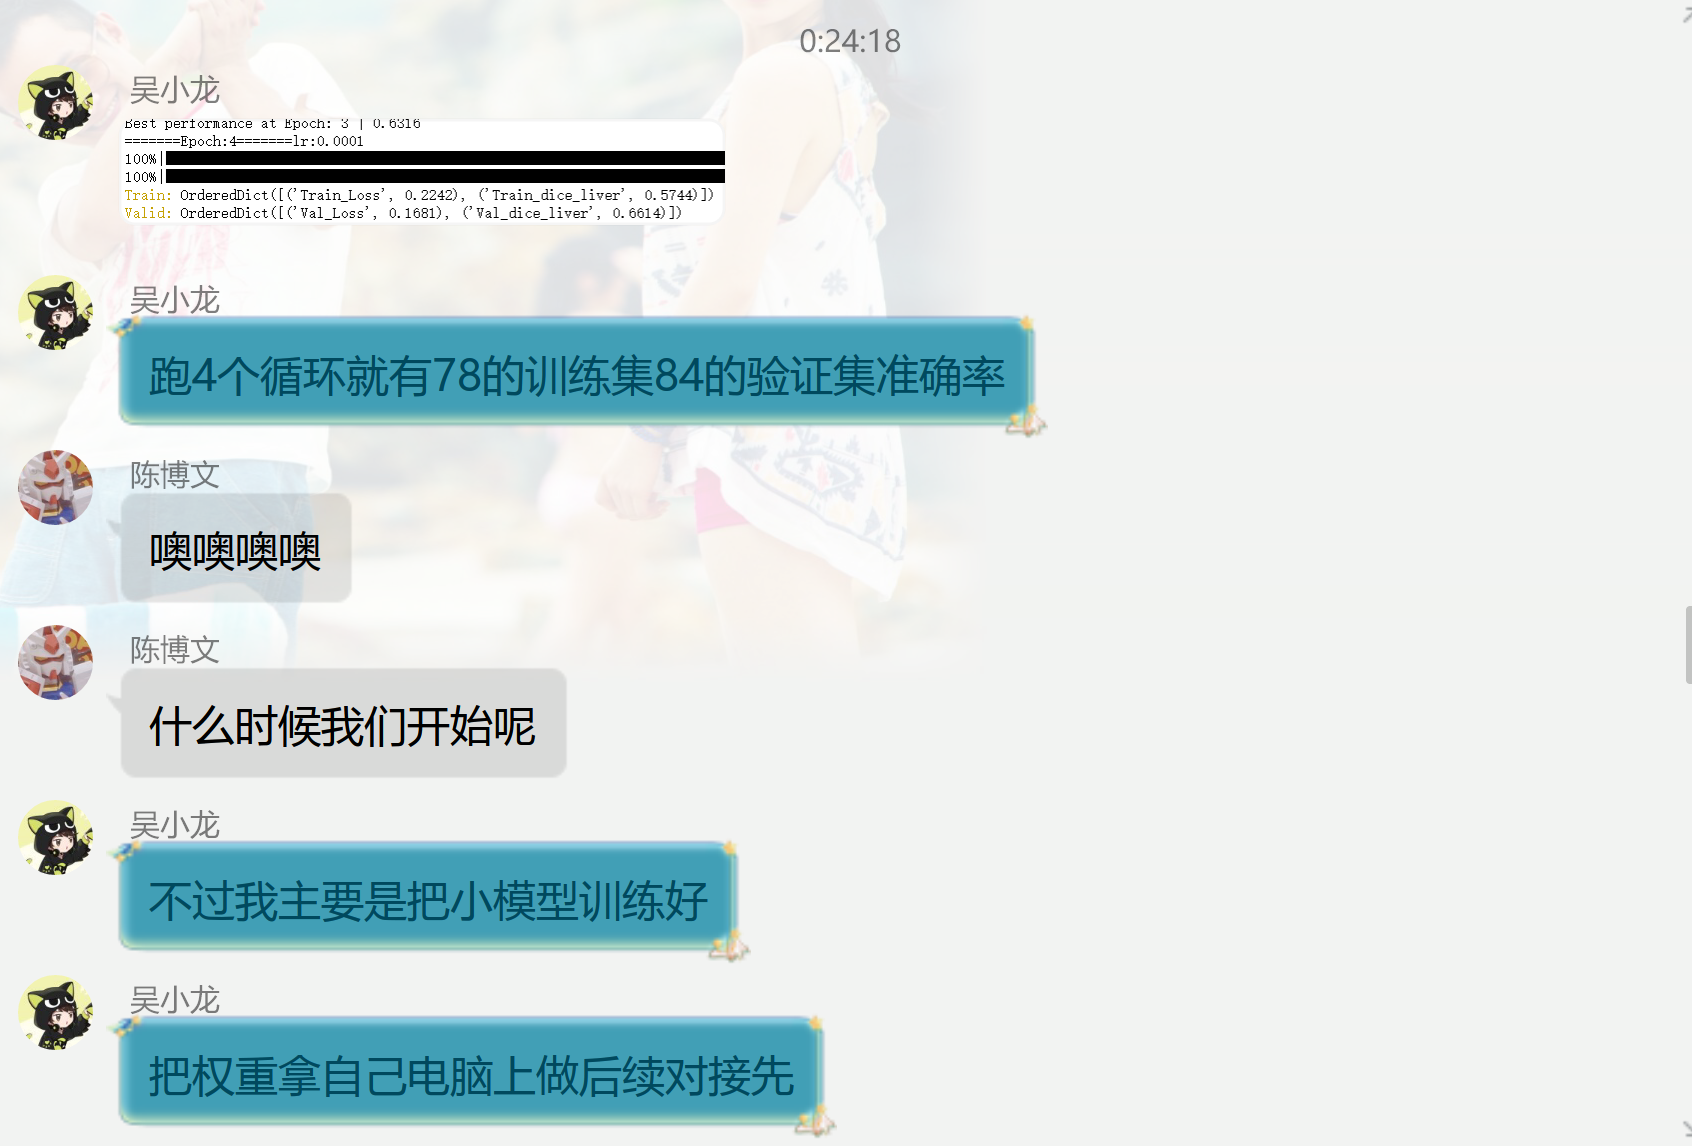 0:24:18
吴小龙
Best performance at Epoch: 3 | 0.6316
=======Epoch:4=======lr:0.0001
100%|
100%|
Train: OrderedDict([('Train_Loss', 0.2242), ('Train_dice_liver', 0.5744)])
Valid: OrderedDict([('Val_Loss', 0.1681), ('Val_dice_liver', 0.6614)])
吴小龙
跑4个循环就有78的训练集84的验证集准确率
陈博文
噢噢噢噢
陈博文
什么时候我们开始呢
吴小龙
不过我主要是把小模型训练好
吴小龙
把权重拿自己电脑上做后续对接先